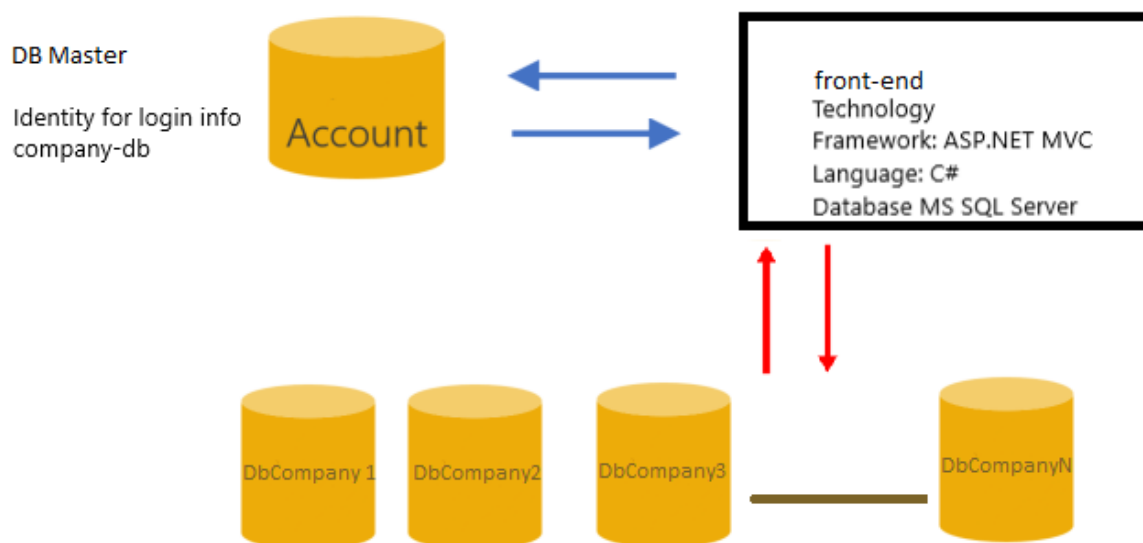 DB Master
Identity for login info
company-db
Account
front-end
Technology
Framework: ASP.NET MVC
Language: C#
Database MS SQL Server
DbCompany 1
DbCompany2
DbCompany3
DbCompanyN